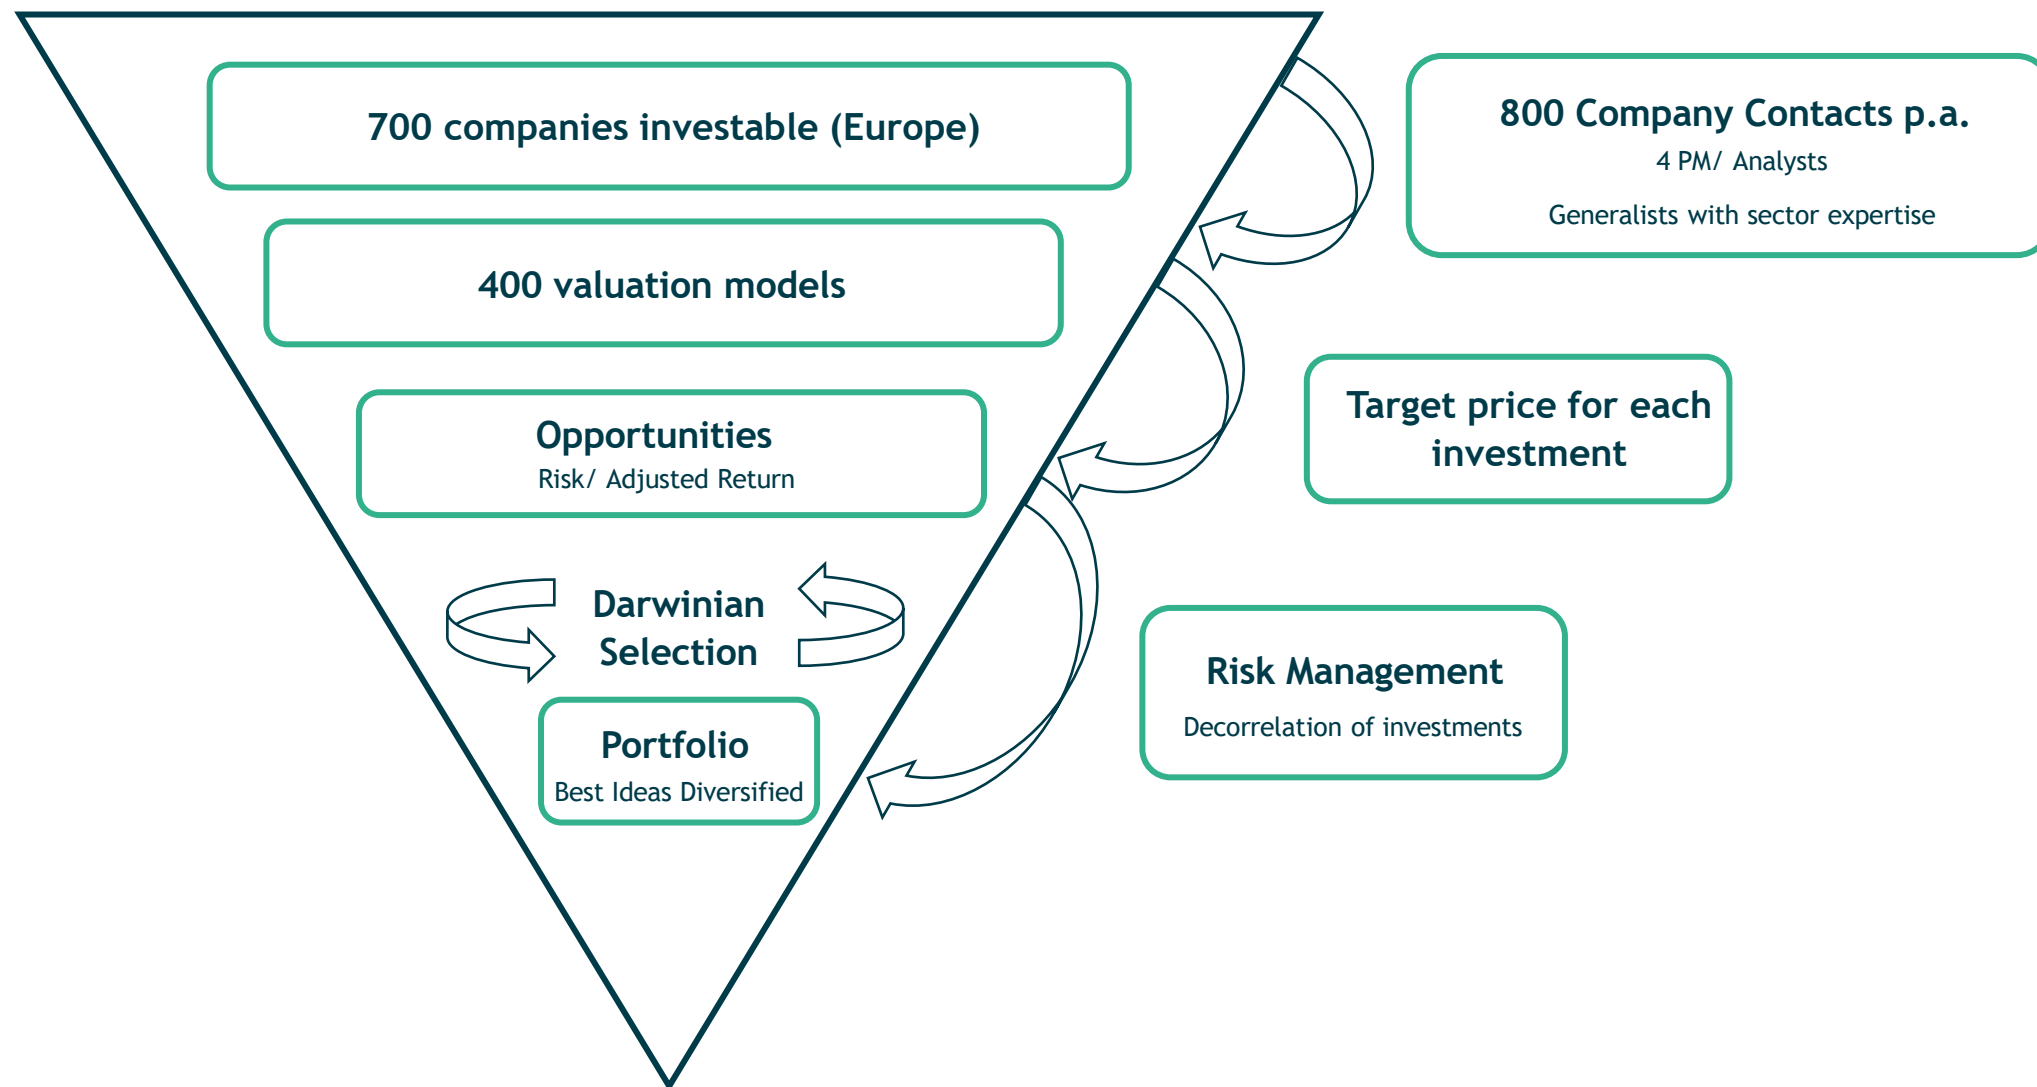 700 companies investable (Europe)
800 Company Contacts p.a.
4 PM/ Analysts
Generalists with sector expertise
400 valuation models
Target price for each
investment
Opportunities
Risk/ Adjusted Return
Darwinian
Selection
Risk Management
Decorrelation of investments
Portfolio
Best Ideas Diversified